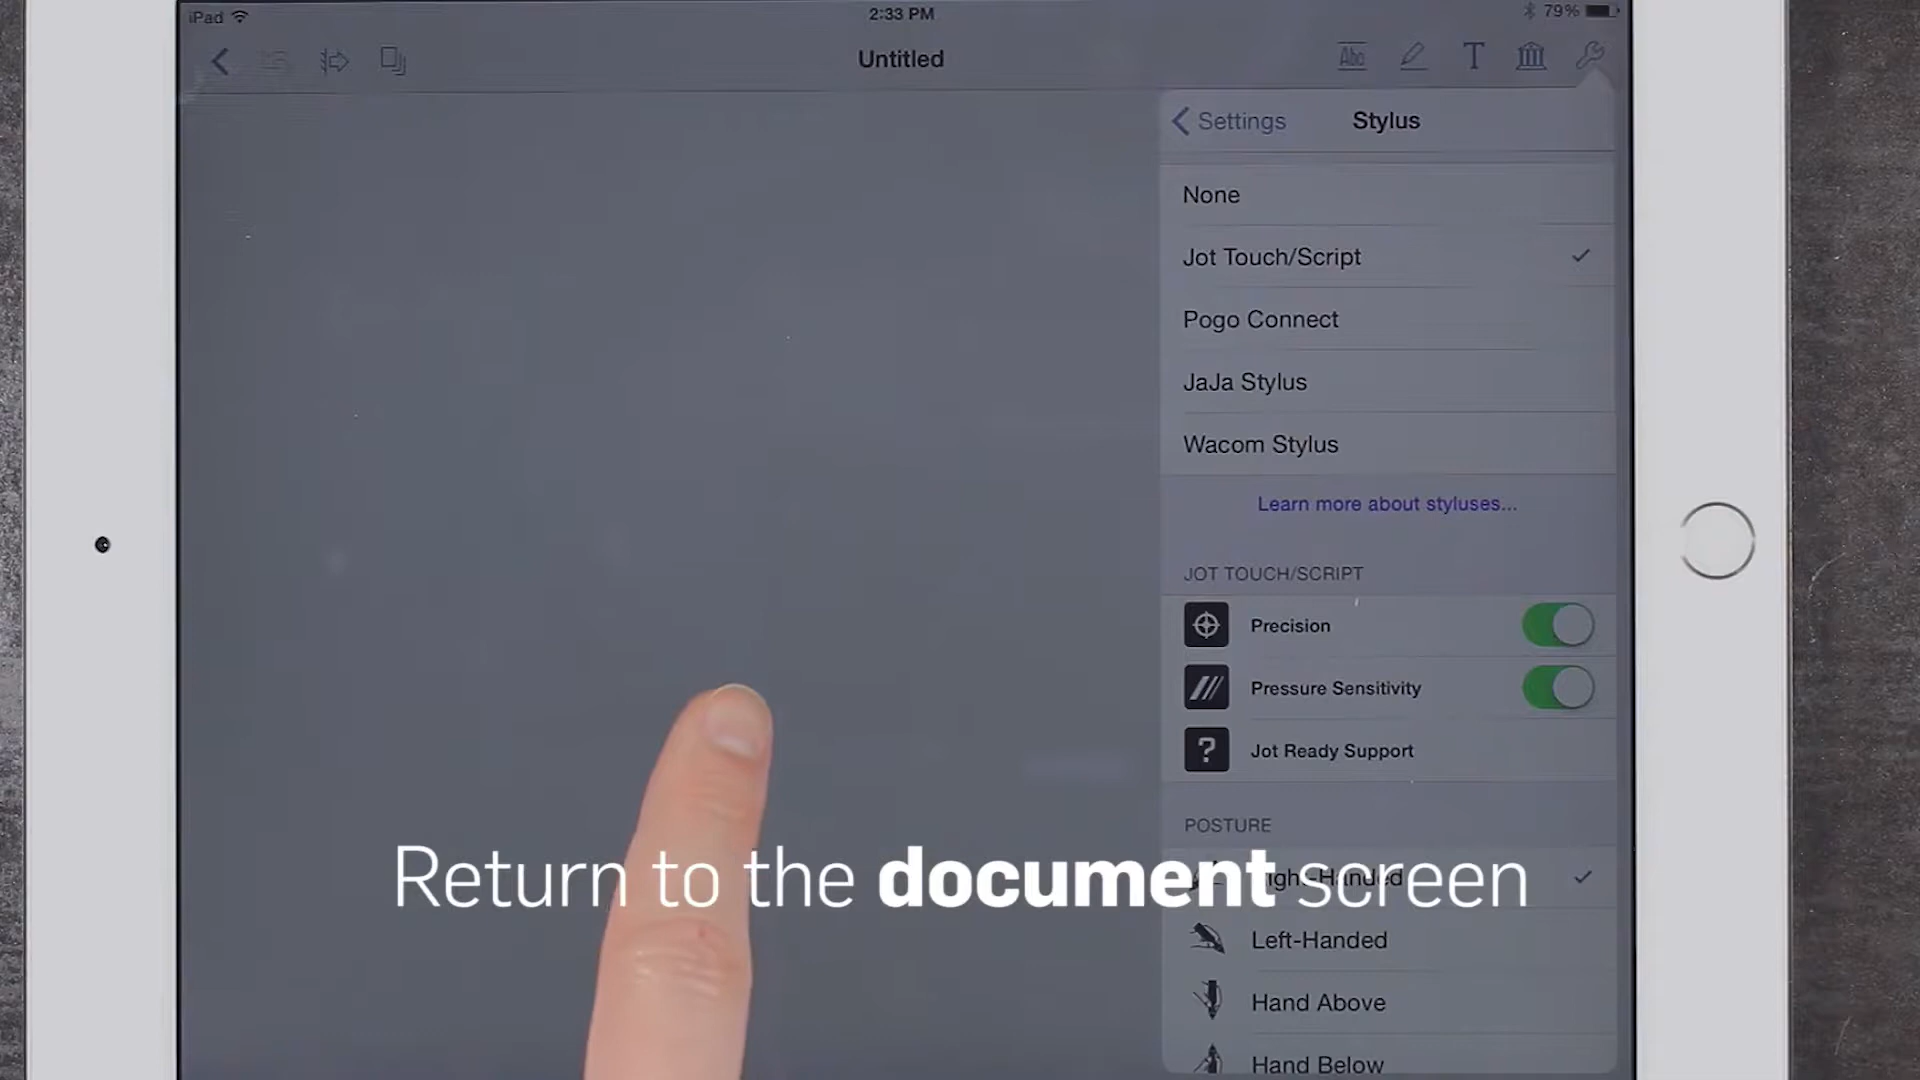 iPad
2:33 PM
79%
Untitled
Abc
T
Settings
Stylus
None
Jot Touch/Script
Pogo Connect
JaJa Stylus
Wacom Stylus
Learn more about styluses...
JOT TOUCH/SCRIPT
Precision
Pressure Sensitivity
? Jot Ready Support
POSTURE
Right-Handed
Return to the document screen
Left-Handed
Hand Above
Hand Below